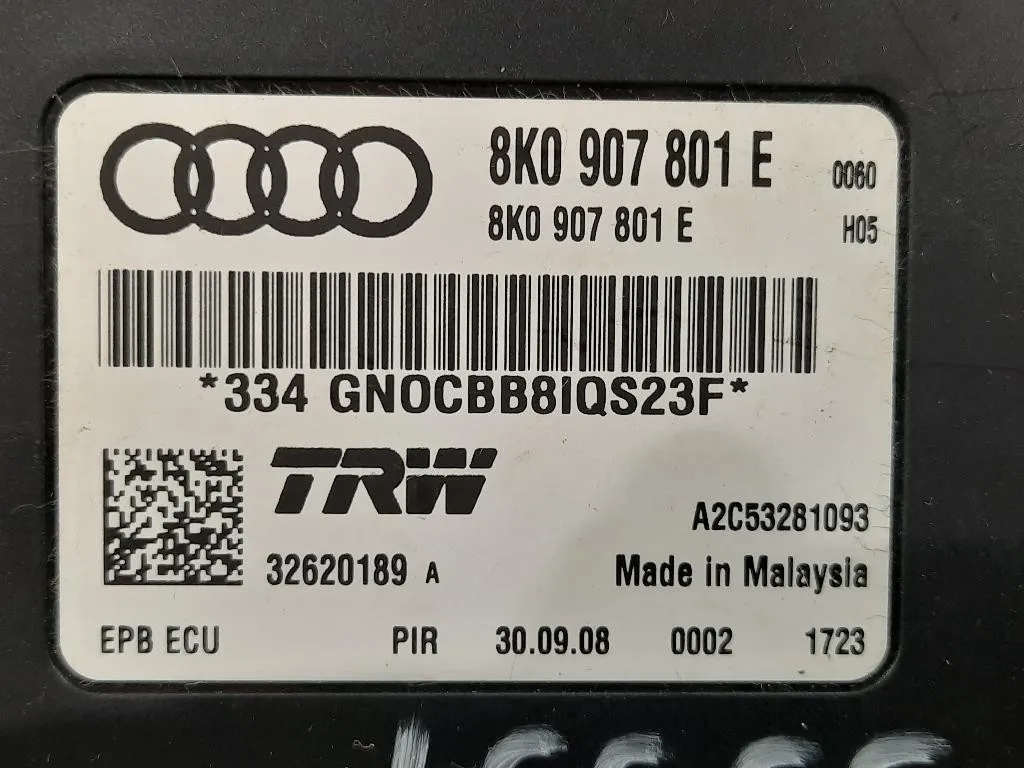 8K0 907 801 E 0060
8K0 907 801 E H05
*334 GNOCBB8IQS23F*
TRW
A2C53281093
32620189 A Made in Malaysia
EPB ECU PIR 30.09.08 0002 1723